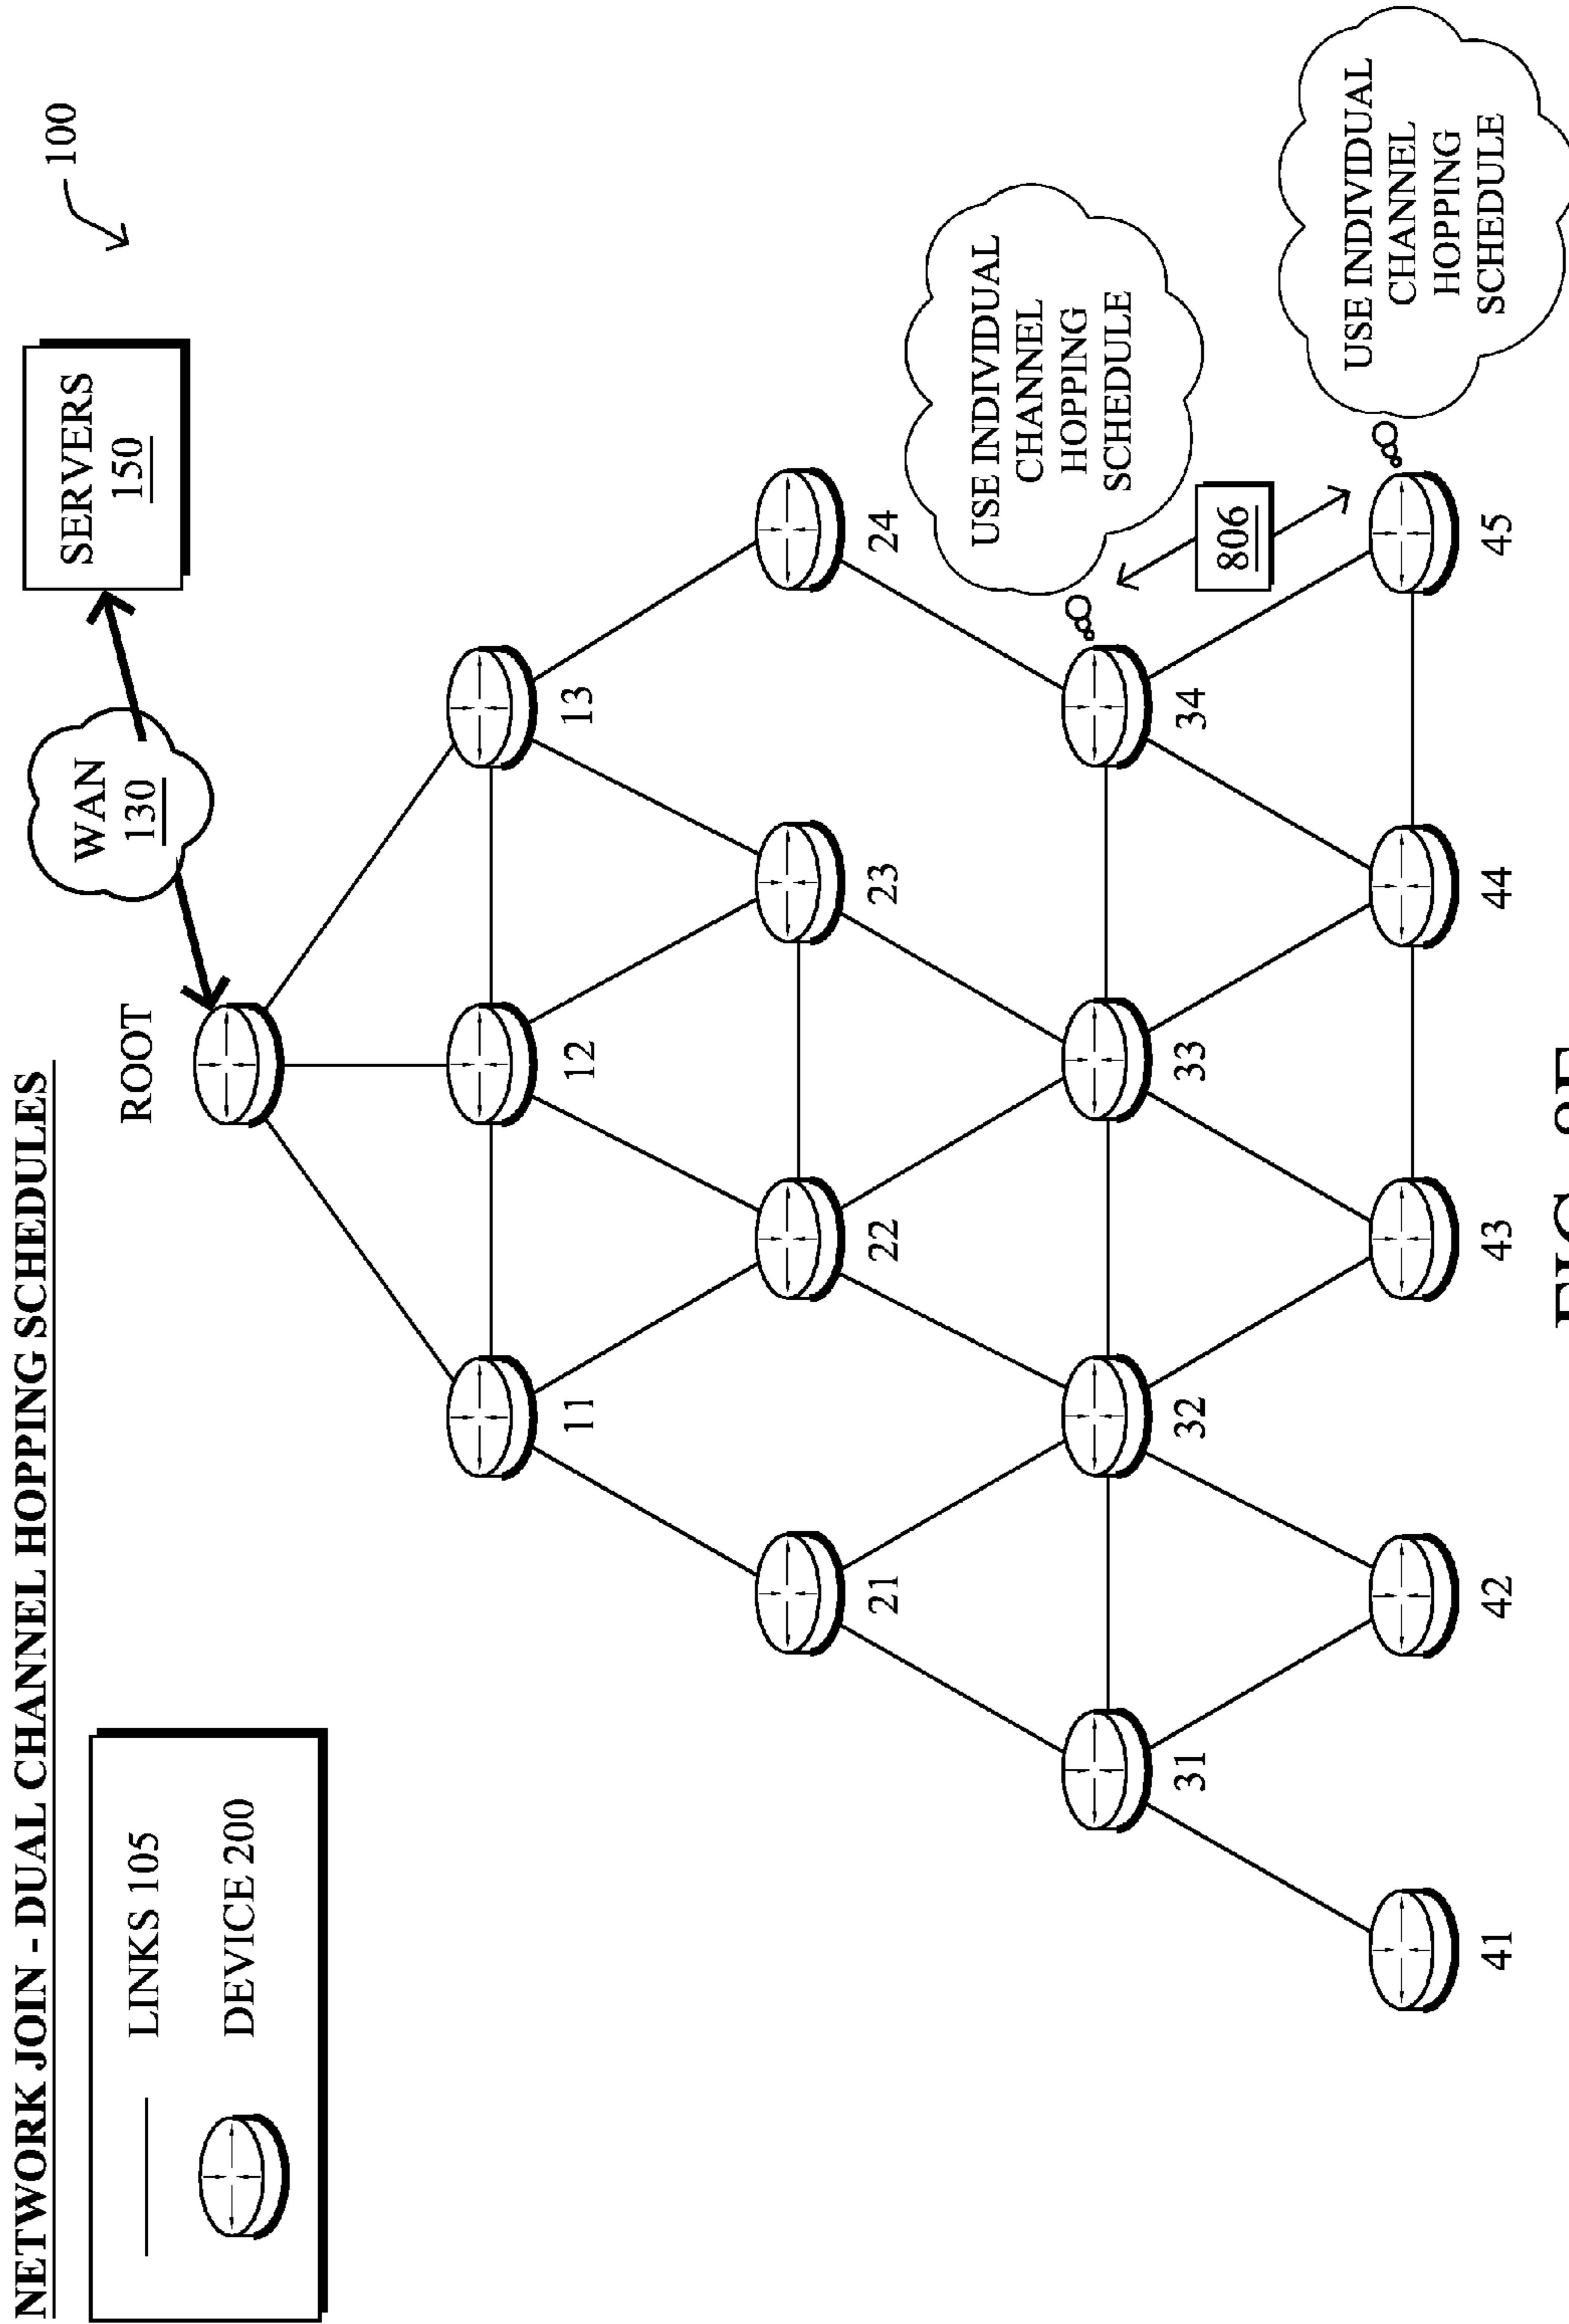 NETWORK JOIN - DUAL CHANNEL HOPPING SCHEDULES
LINKS 105
DEVICE 200
ROOT
WAN
130
SERVERS
150
100
11
12
13
21
22
23
24
31
32
33
34
USE INDIVIDUAL
CHANNEL
HOPPING
SCHEDULE
806
41
42
43
44
45
USE INDIVIDUAL
CHANNEL
HOPPING
SCHEDULE
FIG